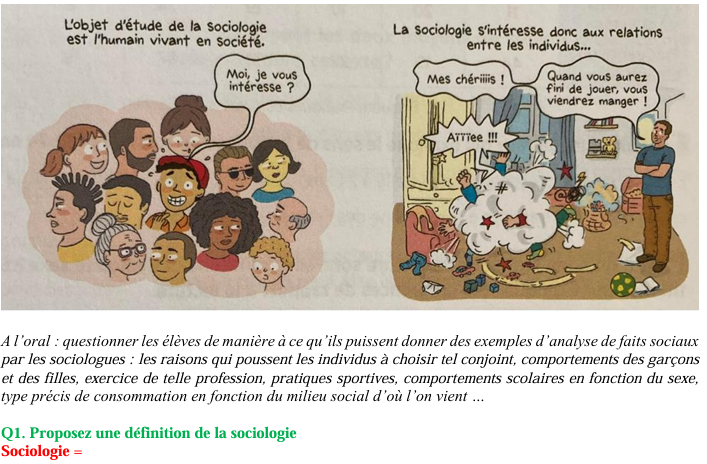 L'objet d'étude de la sociologie
est l'humain vivant en société.
Moi, je vous
intéresse ?
La sociologie s'intéresse donc aux relations
entre les individus...
Mes chériiiis !
Quand vous aurez
fini de jouer, vous
viendrez manger !
Aïïïee !!!
A l'oral : questionner les élèves de manière à ce qu'ils puissent donner des exemples d'analyse de faits sociaux
par les sociologues : les raisons qui poussent les individus à choisir tel conjoint, comportements des garçons
et des filles, exercice de telle profession, pratiques sportives, comportements scolaires en fonction du sexe,
type précis de consommation en fonction du milieu social d'où l'on vient ...
Q1. Proposez une définition de la sociologie
Sociologie =